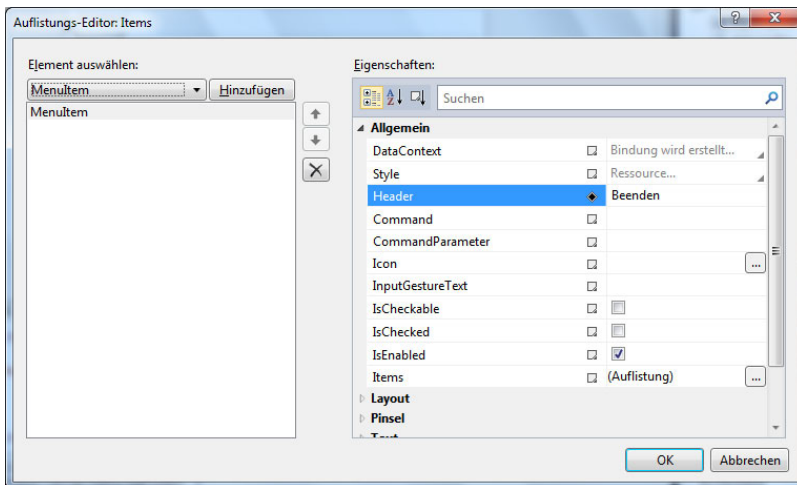 Auflistungs-Editor: Items
Element auswählen:
MenuItem
Hinzufügen
MenuItem
Eigenschaften:
Suchen
Allgemein
DataContext Bindung wird erstellt...
Style Ressource...
Header Beenden
Command
CommandParameter
Icon ...
InputGestureText
IsCheckable
IsChecked
IsEnabled
Items (Auflistung) ...
Layout
Pinsel
Text
OK Abbrechen